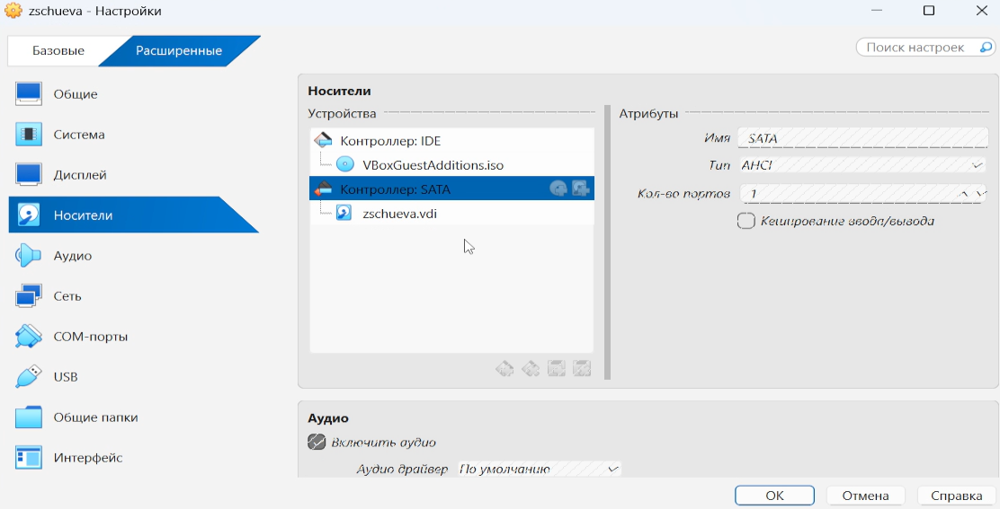 zschueva - Настройки
Базовые
Расширенные
Поиск настроек
Общие
Система
Дисплей
Носители
Аудио
Сеть
COM-порты
USB
Общие папки
Интерфейс
Носители
Устройства
Контроллер: IDE
VBoxGuestAdditions.iso
Контроллер: SATA
zschueva.vdi
Атрибуты
Имя SATA
Тип AHCI
Кол-во портов 1
Кеширование ввода/вывода
Аудио
Включить аудио
Аудио драйвер По умолчанию
OK
Отмена
Справка